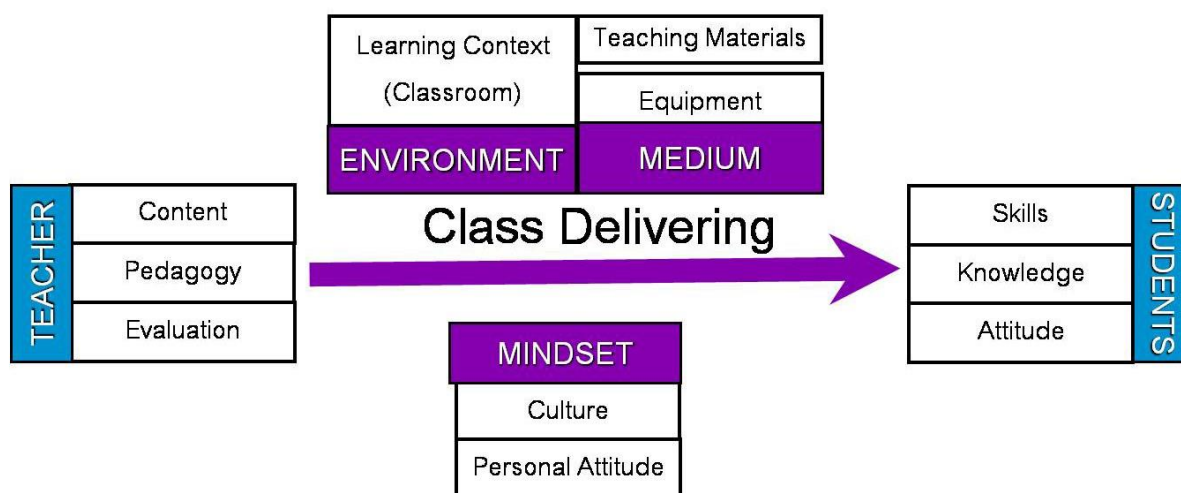 Learning Context
(Classroom)
ENVIRONMENT
Teaching Materials
Equipment
MEDIUM
TEACHER
Content
Pedagogy
Evaluation
Class Delivering
Skills
Knowledge
Attitude
STUDENTS
MINDSET
Culture
Personal Attitude